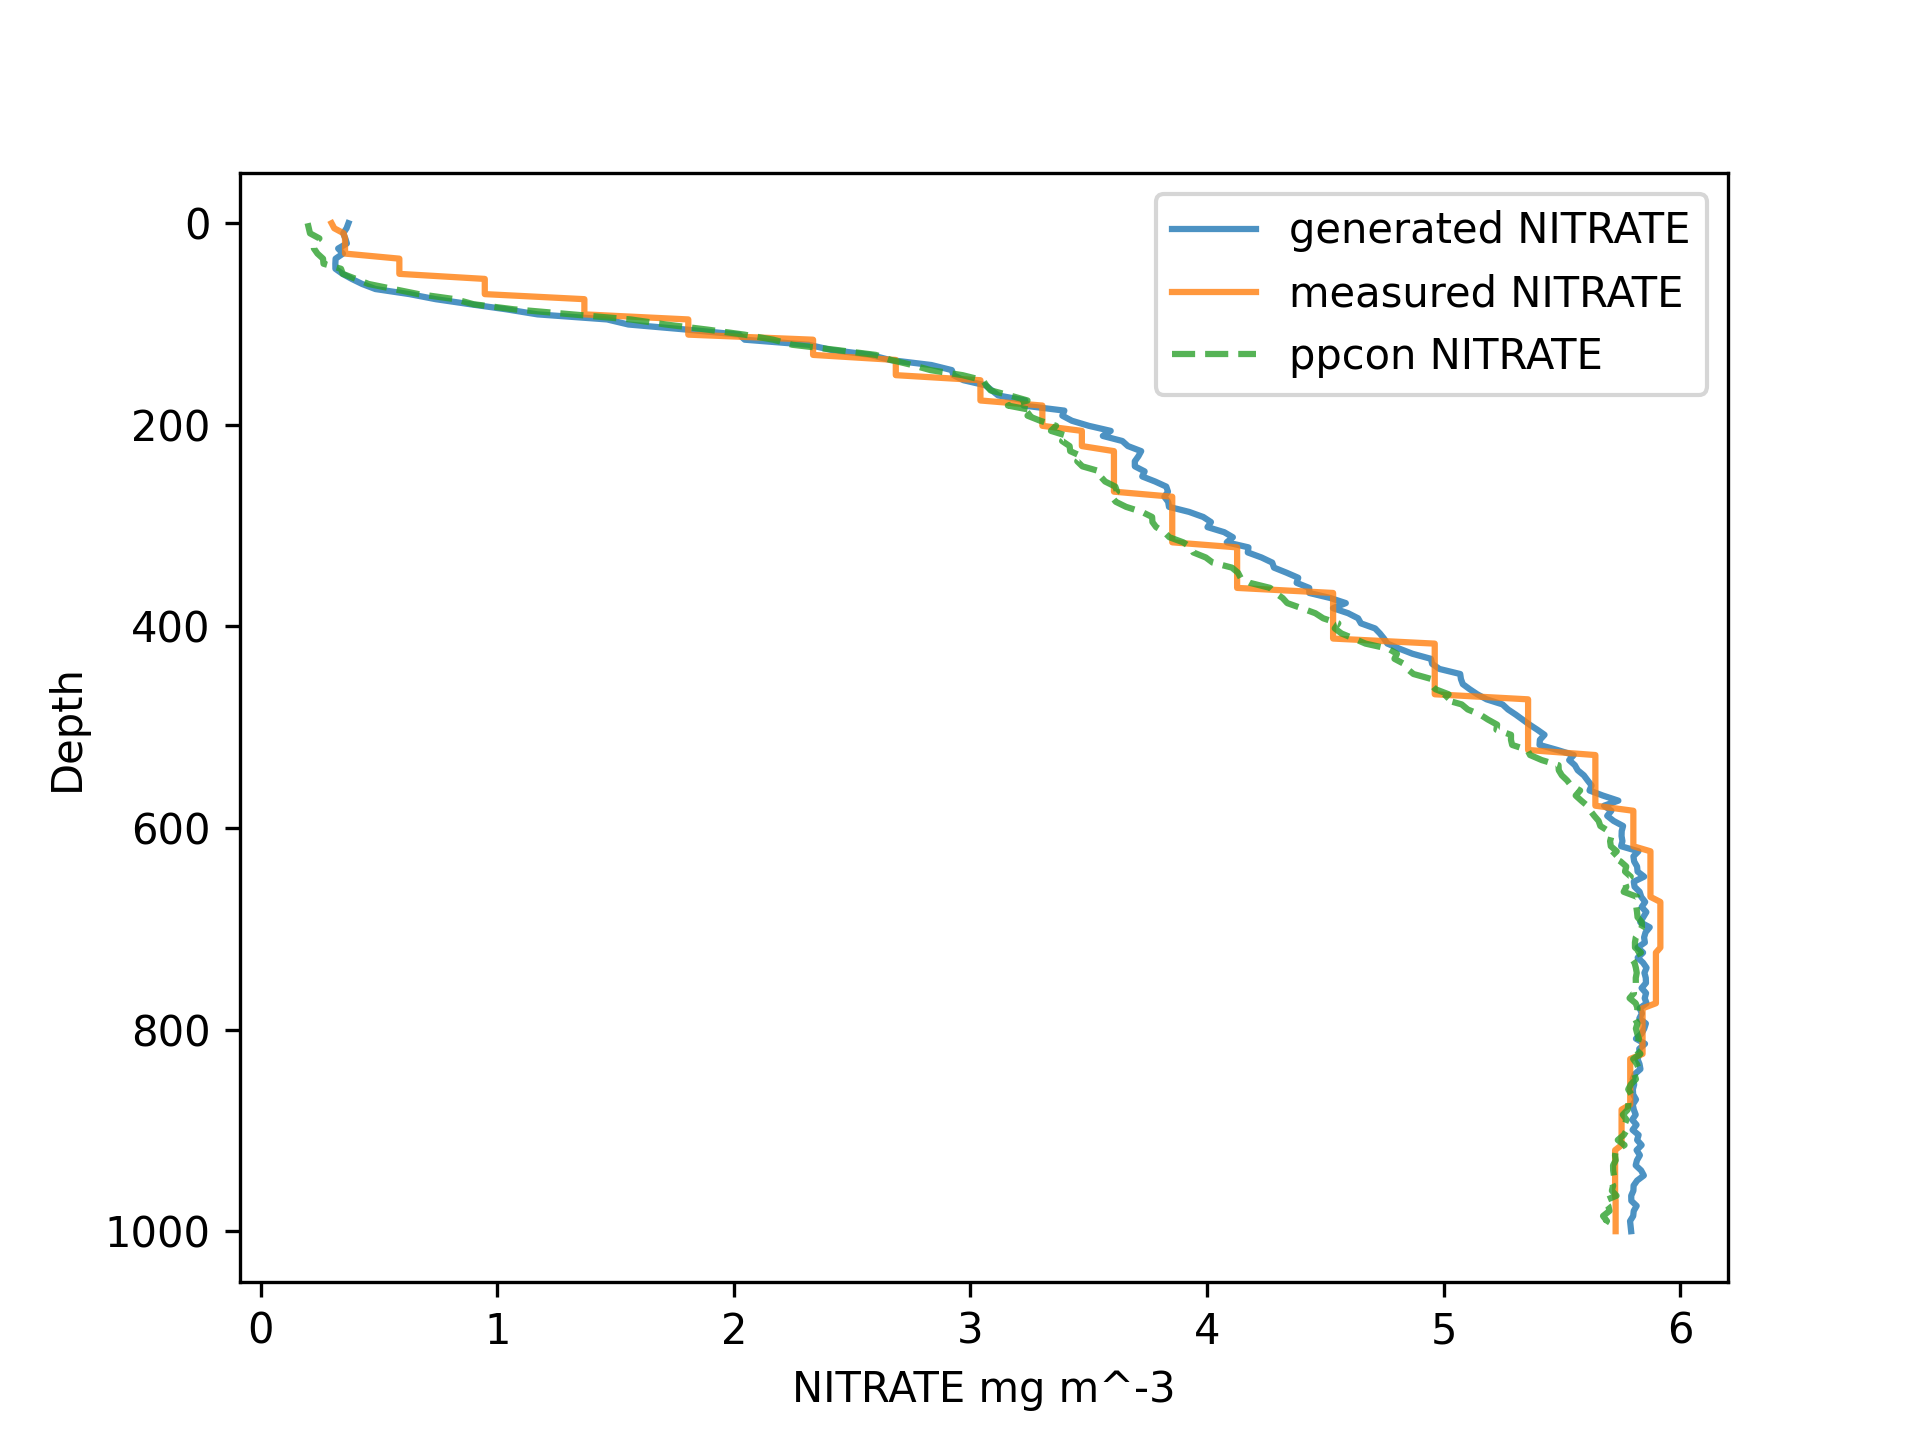 generated NITRATE
measured NITRATE
ppcon NITRATE
0
200
400
600
800
1000
Depth
0 1 2 3 4 5 6
NITRATE mg m^-3